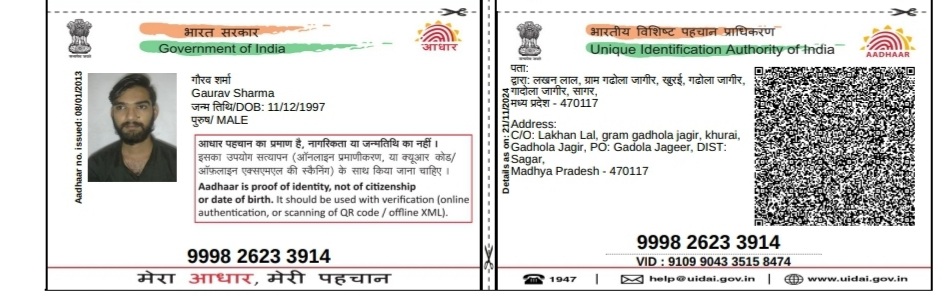 भारत सरकार
Government of India
आधार
Aadhaar no. issued: 08/01/2013
गौरव शर्मा
Gaurav Sharma
जन्म तिथि/DOB: 11/12/1997
पुरुष/ MALE
आधार पहचान का प्रमाण है, नागरिकता या जन्मतिथि का नहीं ।
इसका उपयोग सत्यापन (ऑनलाइन प्रमाणीकरण, या क्यूआर कोड/
ऑफ़लाइन एक्सएमएल की स्कैनिंग) के साथ किया जाना चाहिए ।
Aadhaar is proof of identity, not of citizenship
or date of birth. It should be used with verification (online
authentication, or scanning of QR code / offline XML).
9998 2623 3914
मेरा आधार, मेरी पहचान
भारतीय विशिष्ट पहचान प्राधिकरण
Unique Identification Authority of India
AADHAAR
Details as on: 21/11/2024
पता:
द्वारा: लखन लाल, ग्राम गढोला जागीर, खुरई, गढोला जागीर,
गादोला जागीर, सागर,
मध्य प्रदेश - 470117
Address:
C/O: Lakhan Lal, gram gadhola jagir, khurai,
Gadhola Jagir, PO: Gadola Jageer, DIST:
Sagar,
Madhya Pradesh - 470117
9998 2623 3914
VID : 9109 9043 3515 8474
1947 | help@uidai.gov.in | www.uidai.gov.in